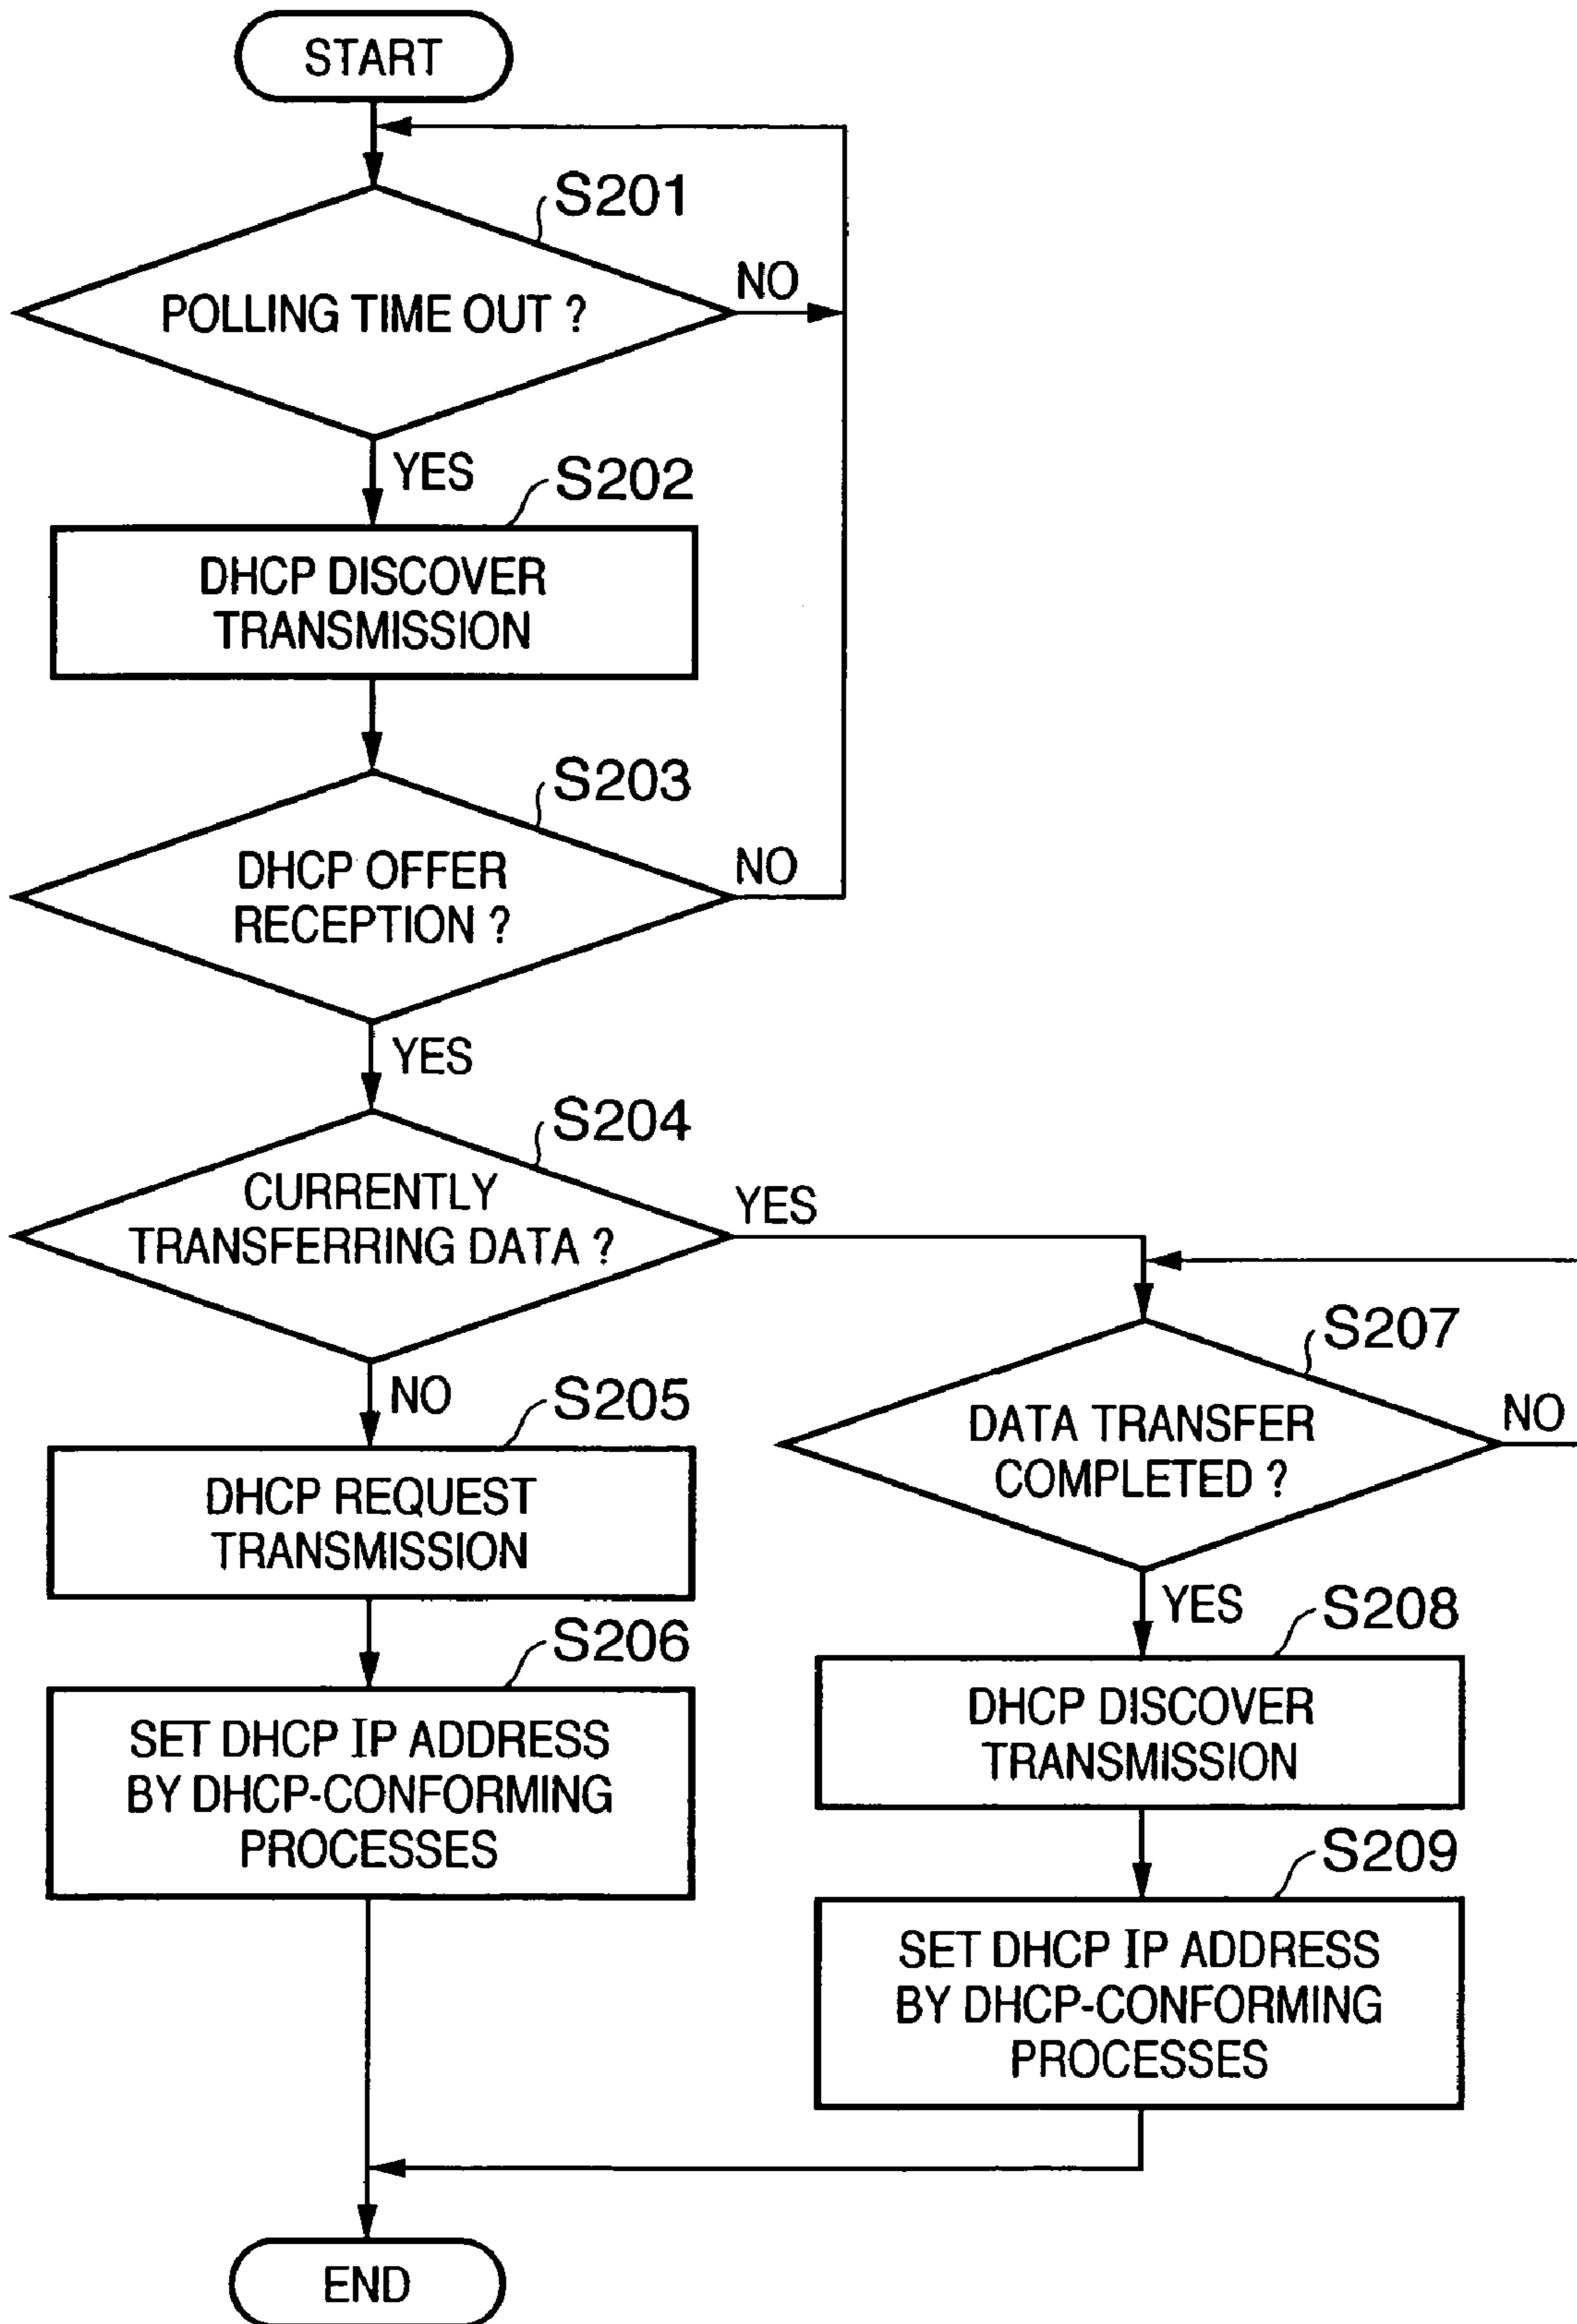 START
S201
POLLING TIME OUT ?
NO
YES
S202
DHCP DISCOVER
TRANSMISSION
S203
DHCP OFFER
RECEPTION ?
NO
YES
S204
CURRENTLY
TRANSFERRING DATA ?
YES
NO
S205
DHCP REQUEST
TRANSMISSION
S206
SET DHCP IP ADDRESS
BY DHCP-CONFORMING
PROCESSES
S207
DATA TRANSFER
COMPLETED ?
NO
YES
S208
DHCP DISCOVER
TRANSMISSION
S209
SET DHCP IP ADDRESS
BY DHCP-CONFORMING
PROCESSES
END